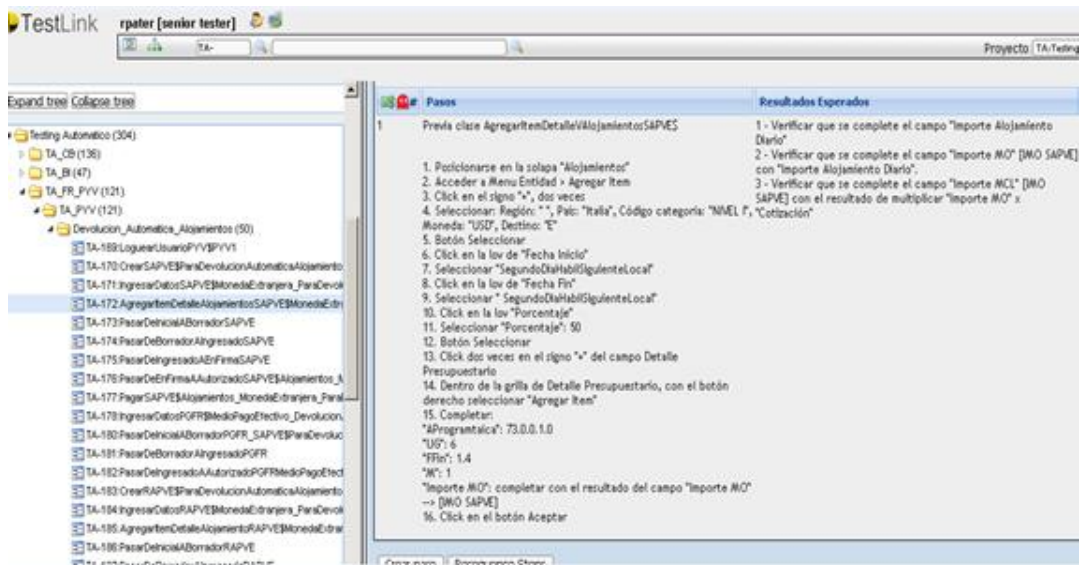 TestLink rpater [senior tester]
TA-
Proyecto TA:Testing
Expand tree Collapse tree
Testing Automatico (304)
TA_CB (136)
TA_BI (47)
TA_FR_PYV (121)
TA_PYV (121)
Devolucion_Automatica_Alojamientos (50)
TA-169:LoguearUsuarioPYV$PYV1
TA-170:CrearSAPVE$ParaDevolucionAutomaticaAlojamiento
TA-171:IngresarDatosSAPVE$MonedaExtranjera_ParaDevol
TA-172:AgregarItemDetalleAlojamientosSAPVE$MonedaExtr
TA-173:PasarDeInicialABorradorSAPVE
TA-174:PasarDeBorradorAIngresadoSAPVE
TA-175:PasarDeIngresadoAEnFirmaSAPVE
TA-176:PasarDeEnFirmaAAutorizadoSAPVE$Alojamientos_M
TA-177:PagarSAPVE$Alojamientos_MonedaExtranjera_Para
TA-178:IngresarDatosPGFR$MedioPagoEfectivo_Devolucion
TA-180:PasarDeInicialABorradorPGFR_SAPVE$ParaDevoluc
TA-181:PasarDeBorradorAIngresadoPGFR
TA-182:PasarDeIngresadoAAutorizadoPGFRMedioPagoEfect
TA-183:CrearRAPVE$ParaDevolucionAutomaticaAlojamiento
TA-184:IngresarDatosRAPVE$MonedaExtranjera_ParaDevol
TA-185:AgregarItemDetalleAlojamientoRAPVE$MonedaExtrar
TA-186:PasarDeInicialABorradorRAPVE
# Pasos
1 Previa clase AgregarItemDetalleVAlojamientosSAPVE$
1. Posicionarse en la solapa "Alojamientos"
2. Acceder a Menu Entidad > Agregar Item
3. Click en el signo "+", dos veces
4. Seleccionar: Región: " ", País: "Italia", Código categoría: "NIVEL I",
Moneda: "USD", Destino: "E"
5. Botón Seleccionar
6. Click en la lov de "Fecha Inicio"
7. Seleccionar "SegundoDiaHabilSiguienteLocal"
8. Click en la lov de "Fecha Fin"
9. Seleccionar " SegundoDiaHabilSiguienteLocal"
10. Click en la lov "Porcentaje"
11. Seleccionar "Porcentaje": 50
12. Botón Seleccionar
13. Click dos veces en el signo "+" del campo Detalle
Presupuestario
14. Dentro de la grilla de Detalle Presupuestario, con el botón
derecho seleccionar "Agregar Item"
15. Completar:
"AProgramtaica": 73.0.0.1.0
"UG": 6
"FFin": 1.4
"M": 1
"Importe MO": completar con el resultado del campo "Importe MO"
--> [IMO SAPVE]
16. Click en el botón Aceptar
Resultados Esperados
1 - Verificar que se complete el campo "Importe Alojamiento
Diario"
2 - Verificar que se complete el campo "Importe MO" [IMO SAPVE]
con "Importe Alojamiento Diario".
3 - Verificar que se complete el campo "Importe MCL" [IMO
SAPVE] con el resultado de multiplicar "Importe MO" x
"Cotización"